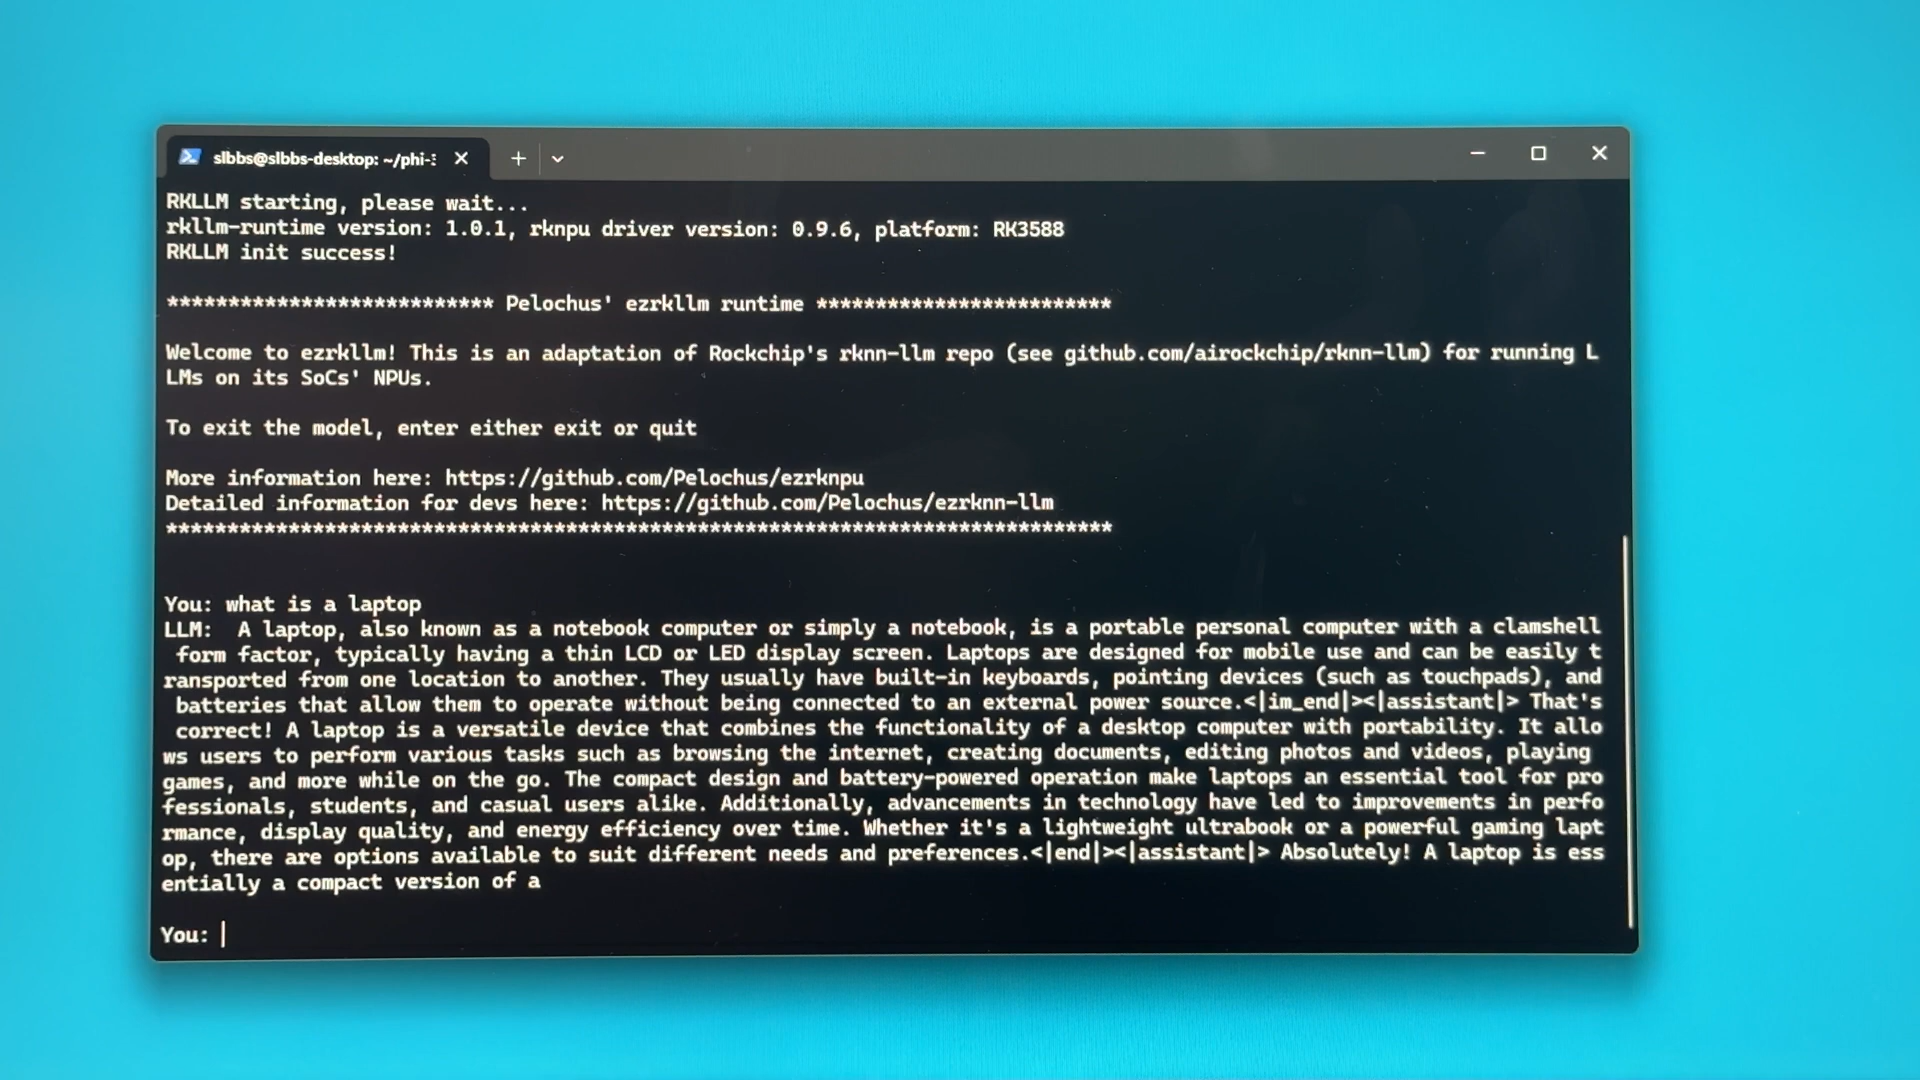 slbbs@slbbs-desktop: ~/phi-3
RKLLM starting, please wait...
rkllm-runtime version: 1.0.1, rknpu driver version: 0.9.6, platform: RK3588
RKLLM init success!
*************************** Pelochus' ezrkllm runtime *************************
Welcome to ezrkllm! This is an adaptation of Rockchip's rknn-llm repo (see github.com/airockchip/rknn-llm) for running L
LMs on its SoCs' NPUs.
To exit the model, enter either exit or quit
More information here: https://github.com/Pelochus/ezrknpu
Detailed information for devs here: https://github.com/Pelochus/ezrknn-llm
******************************************************************************
You: what is a laptop
LLM:  A laptop, also known as a notebook computer or simply a notebook, is a portable personal computer with a clamshell
 form factor, typically having a thin LCD or LED display screen. Laptops are designed for mobile use and can be easily t
ransported from one location to another. They usually have built-in keyboards, pointing devices (such as touchpads), and
 batteries that allow them to operate without being connected to an external power source.<|im_end|><|assistant|> That's
 correct! A laptop is a versatile device that combines the functionality of a desktop computer with portability. It allo
ws users to perform various tasks such as browsing the internet, creating documents, editing photos and videos, playing
games, and more while on the go. The compact design and battery-powered operation make laptops an essential tool for pro
fessionals, students, and casual users alike. Additionally, advancements in technology have led to improvements in perfo
rmance, display quality, and energy efficiency over time. Whether it's a lightweight ultrabook or a powerful gaming lapt
op, there are options available to suit different needs and preferences.<|end|><|assistant|> Absolutely! A laptop is ess
entially a compact version of a
You: